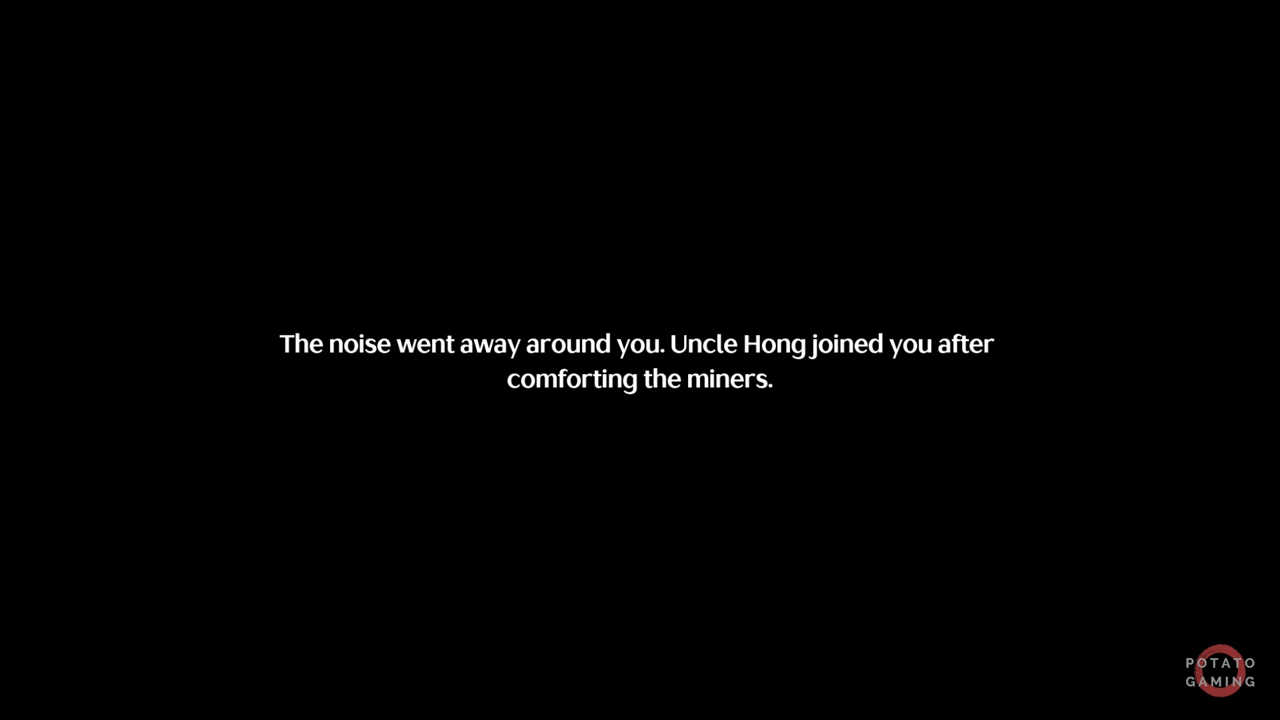 The noise went away around you. Uncle Hong joined you after
comforting the miners.
POTATO
GAMING